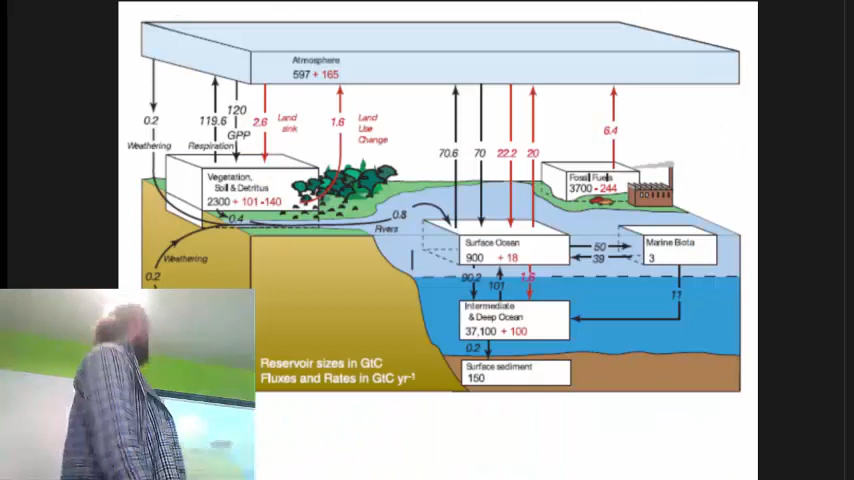 Atmosphere
597 + 165
0.2
Weathering
119.6
Respiration
120
GPP
2.6
Land
sink
1.6
Land
Use
Change
70.6
70
22.2
20
6.4
Vegetation,
Soil & Detritus
2300 + 101 -140
Fossil Fuels
3700 - 244
0.4
0.8
Rivers
Weathering
0.2
Surface Ocean
900 + 18
50
39
Marine Biota
3
90.2
101
1.6
11
Intermediate
& Deep Ocean
37,100 + 100
0.2
Surface sediment
150
Reservoir sizes in GtC
Fluxes and Rates in GtC yr-1